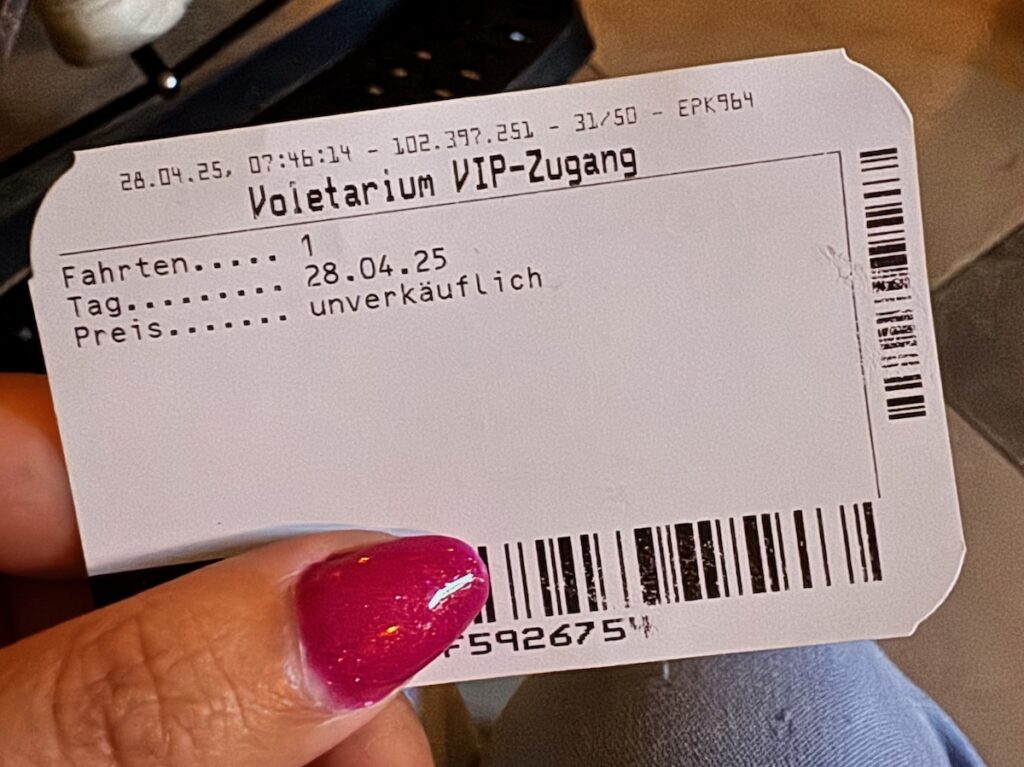 28.04.25, 07:46:14 - 102.397.251 - 31/50 - EPK964
Voletarium VIP-Zugang
Fahrten..... 1
Tag......... 28.04.25
Preis....... unverkäuflich
F592675